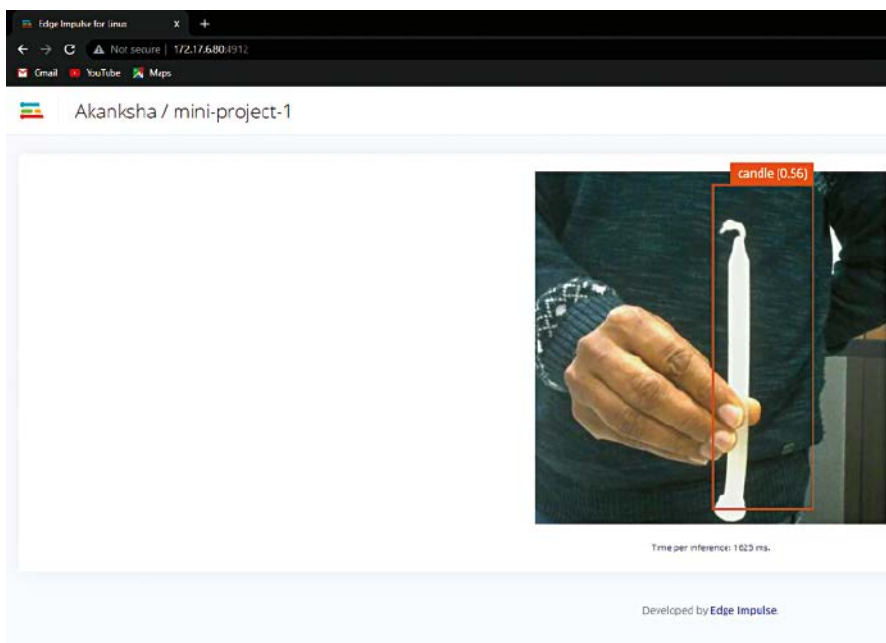 Edge Impulse for Linux x +
Not secure | 172.17.6.80:4912
Gmail YouTube Maps
Akanksha / mini-project-1
candle (0.56)
Time per inference: 1623 ms.
Developed by Edge Impulse.